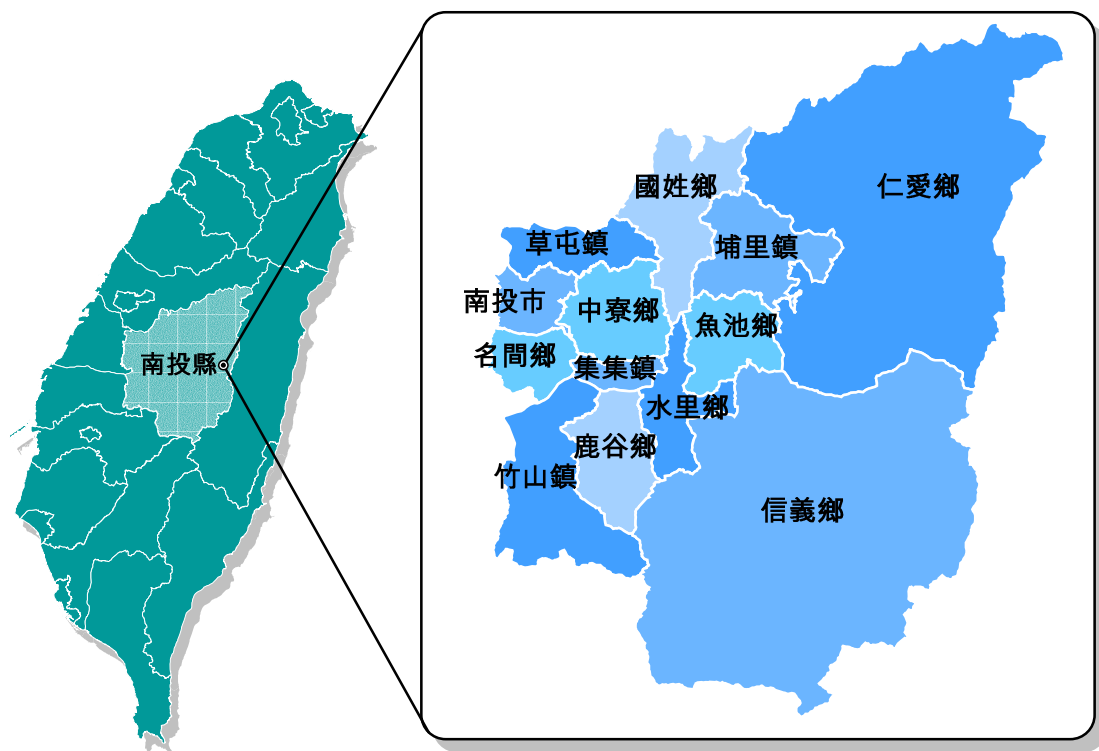 南投縣
國姓鄉
仁愛鄉
草屯鎮
埔里鎮
南投市
中寮鄉
魚池鄉
名間鄉
集集鎮
水里鄉
鹿谷鄉
竹山鎮
信義鄉